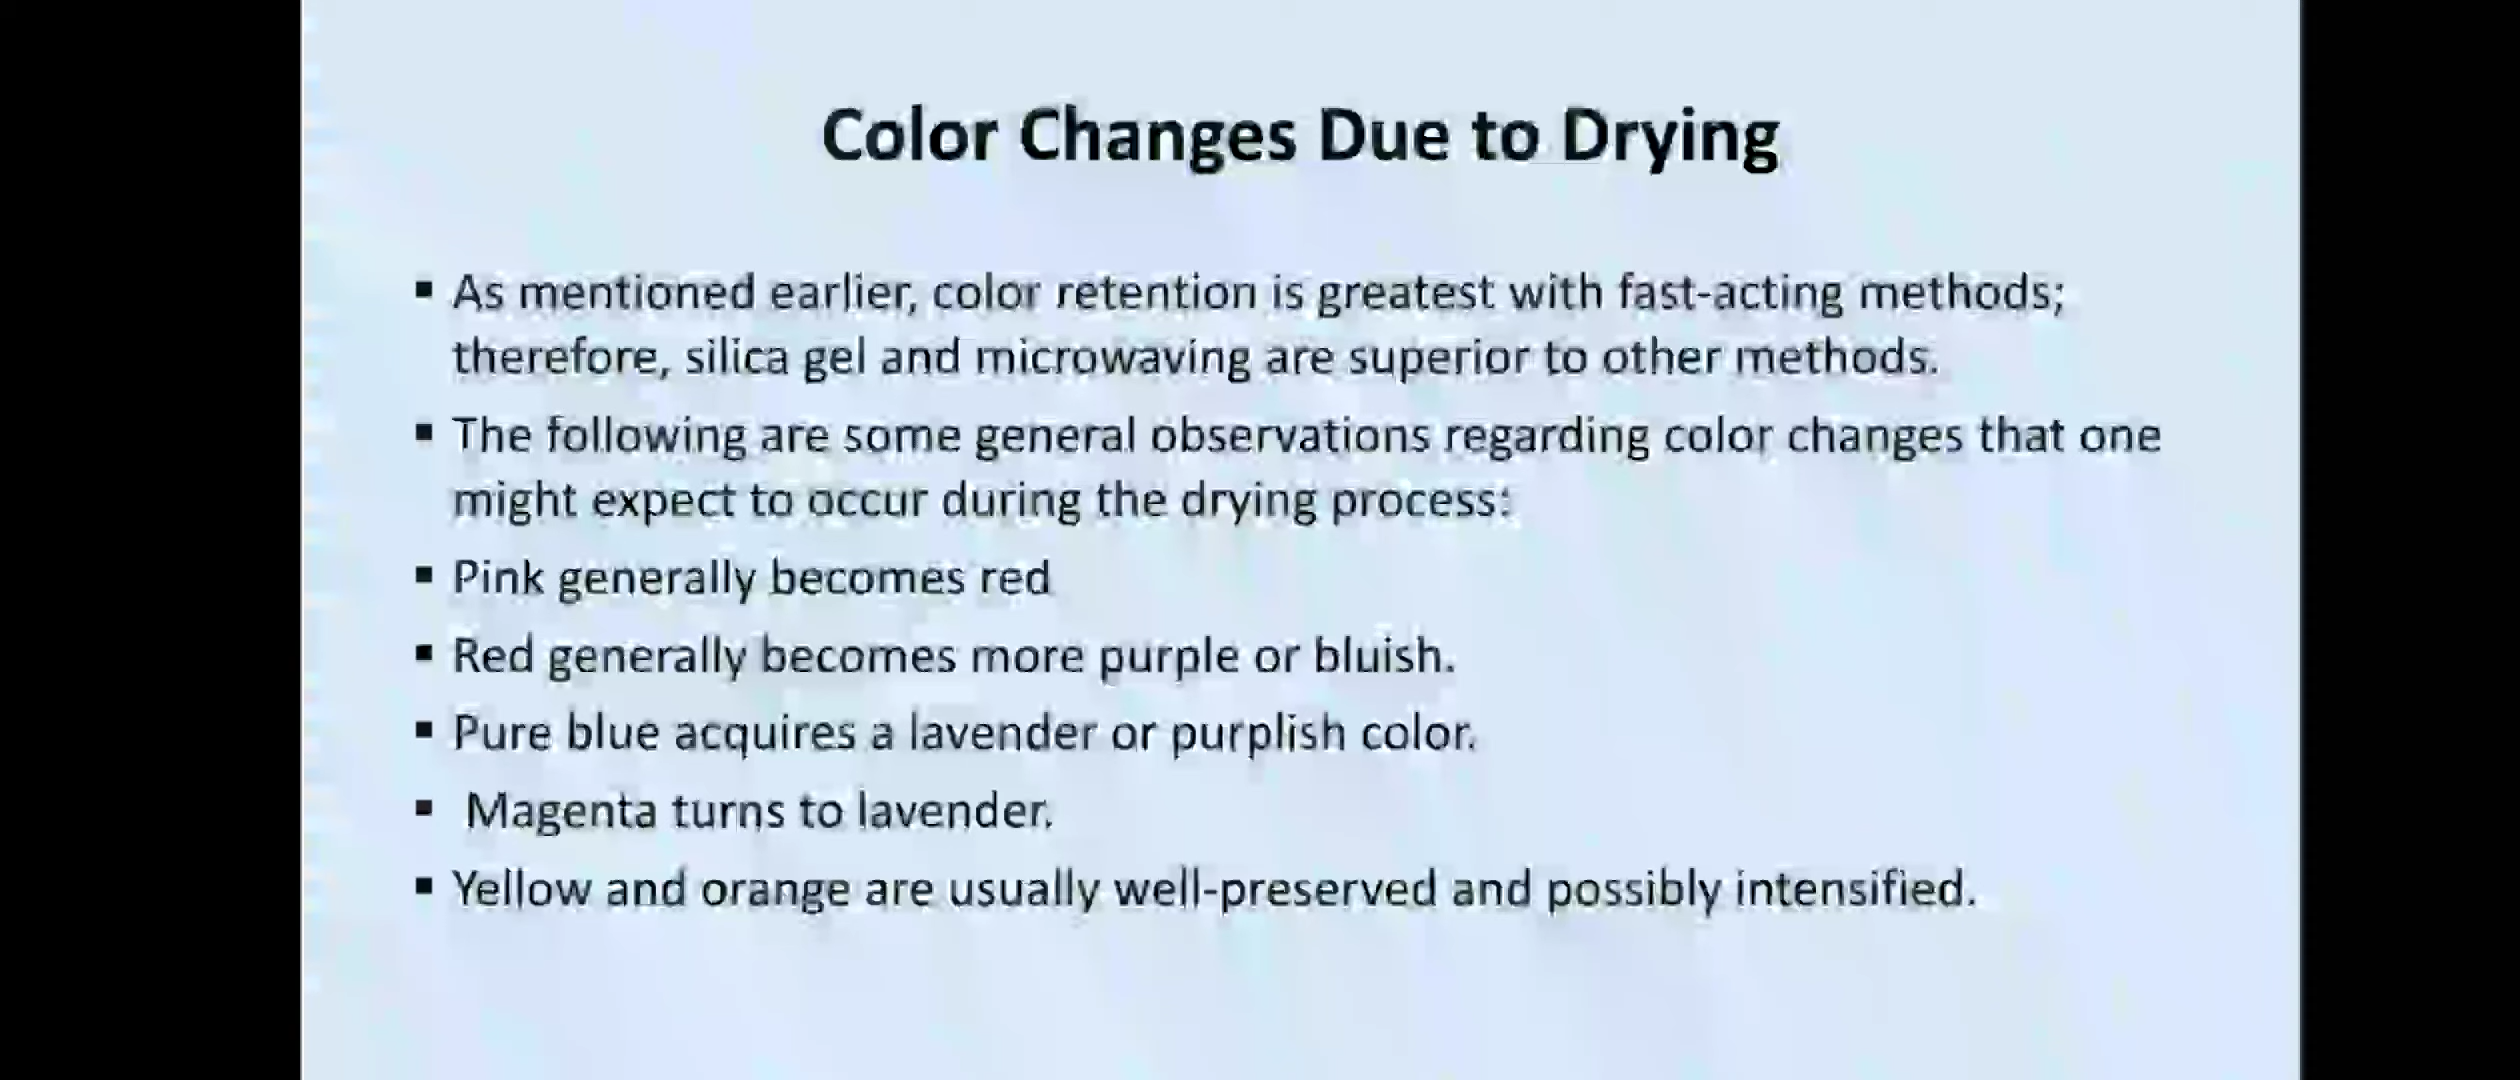 Color Changes Due to Drying
▪ As mentioned earlier, color retention is greatest with fast-acting methods;
therefore, silica gel and microwaving are superior to other methods.
▪ The following are some general observations regarding color changes that one
might expect to occur during the drying process:
▪ Pink generally becomes red
▪ Red generally becomes more purple or bluish.
▪ Pure blue acquires a lavender or purplish color.
▪ Magenta turns to lavender.
▪ Yellow and orange are usually well-preserved and possibly intensified.